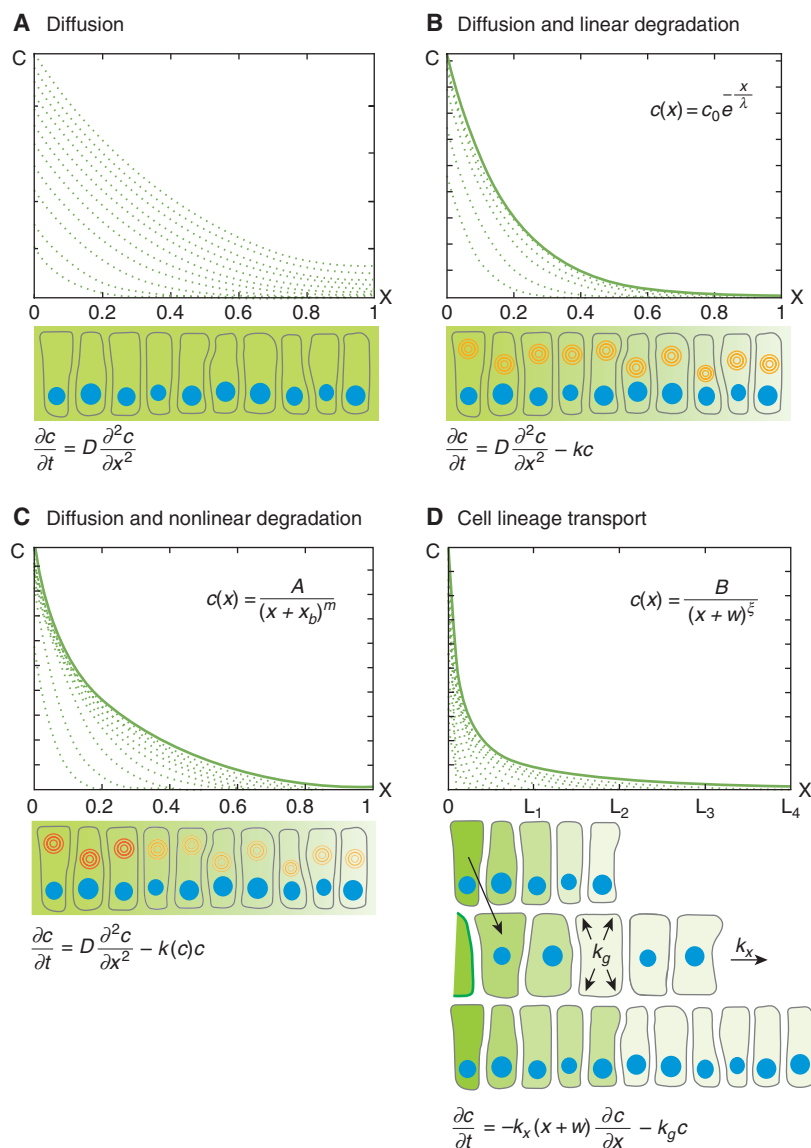 A Diffusion
C
0 0.2 0.4 0.6 0.8 1 X
∂c/∂t = D ∂²c/∂x²
B Diffusion and linear degradation
C
c(x) = c₀e^(−x/λ)
0 0.2 0.4 0.6 0.8 1 X
∂c/∂t = D ∂²c/∂x² − kc
C Diffusion and nonlinear degradation
C
c(x) = A/(x + x_b)^m
0 0.2 0.4 0.6 0.8 1 X
∂c/∂t = D ∂²c/∂x² − k(c)c
D Cell lineage transport
C
c(x) = B/(x + w)^ξ
0 L₁ L₂ L₃ L₄ X
k_g
k_x
∂c/∂t = −k_x(x + w) ∂c/∂x − k_g c